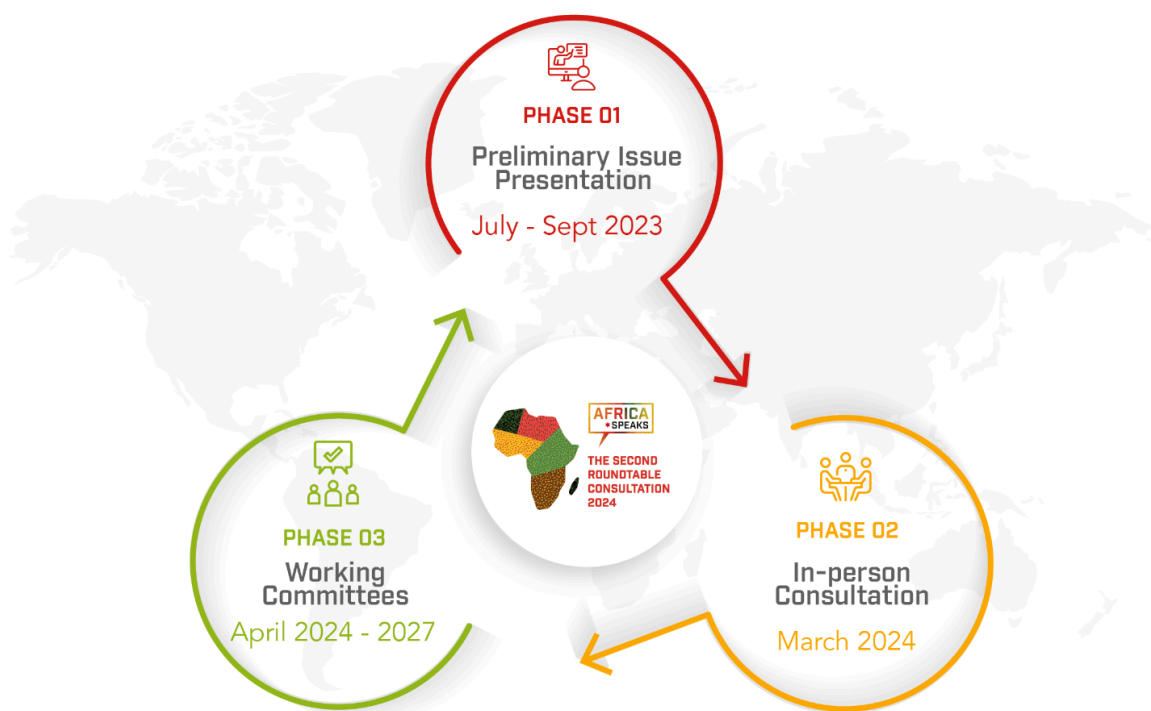 PHASE 01
Preliminary Issue
Presentation
July - Sept 2023
AFRICA
SPEAKS
THE SECOND
ROUNDTABLE
CONSULTATION
2024
PHASE 03
Working
Committees
April 2024 - 2027
PHASE 02
In-person
Consultation
March 2024